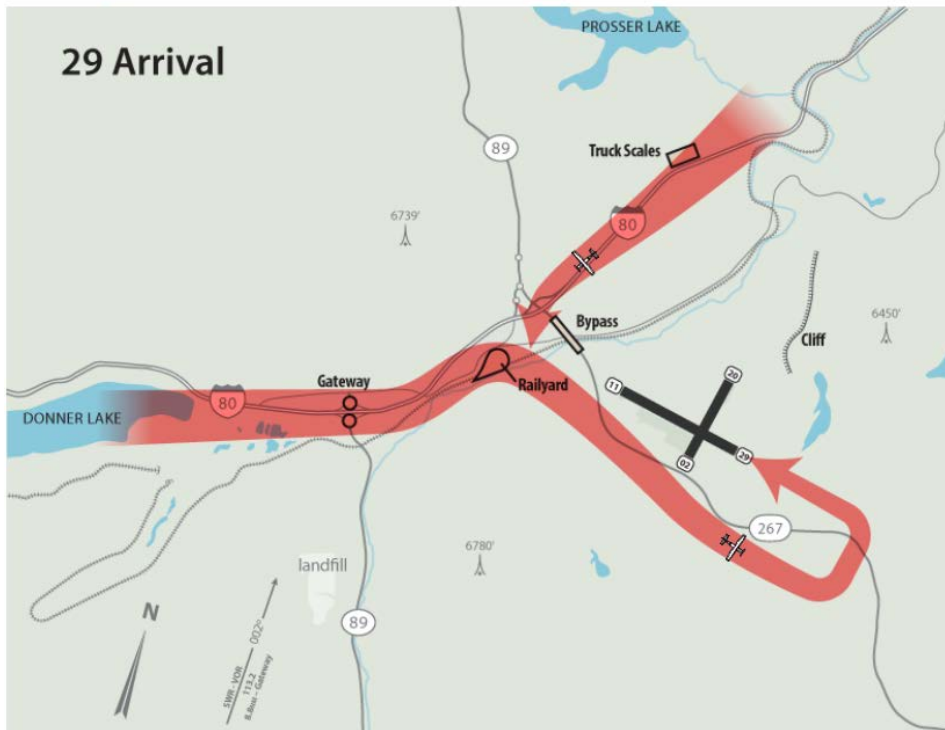 PROSSER LAKE
29 Arrival
89
Truck Scales
6739'
80
Bypass
6450'
Cliff
Gateway
Railyard
11
20
80
DONNER LAKE
02
29
267
6780'
landfill
N
89
002°
SWR - VOR
113.2
8.8nm - Gateway